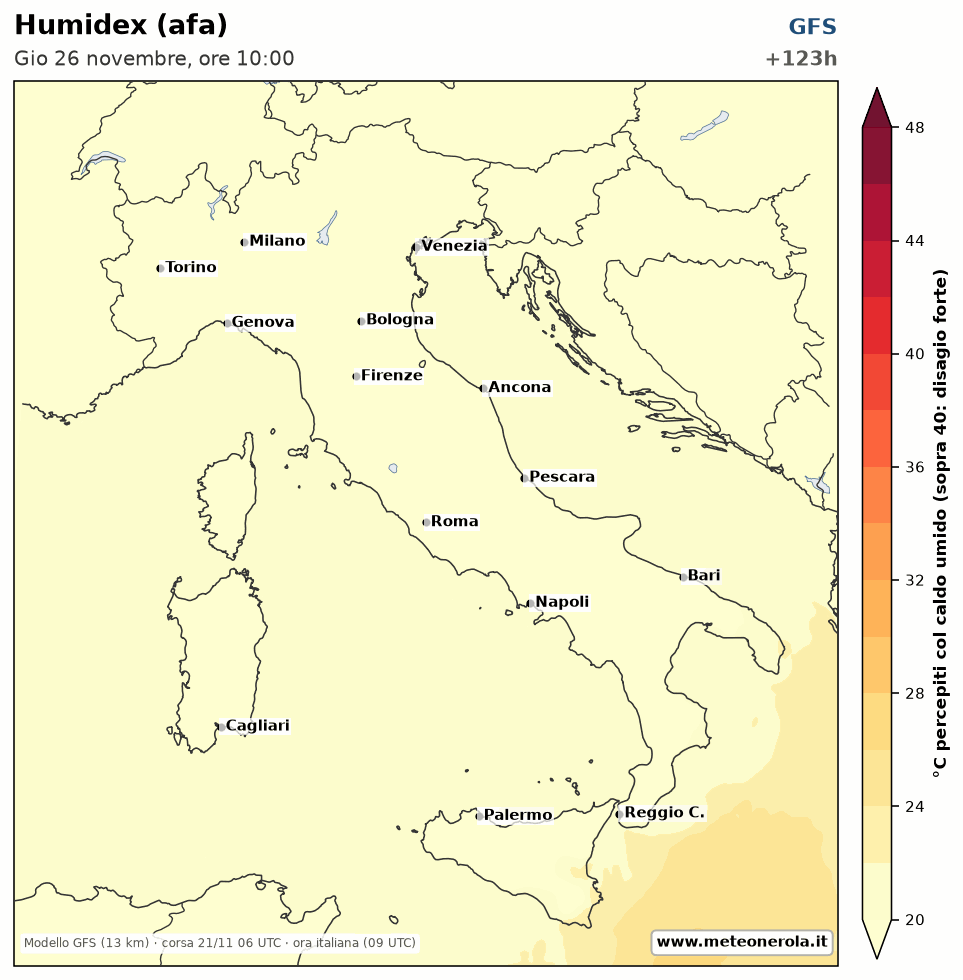 Humidex (afa)
GFS
Gio 26 novembre, ore 10:00
+123h
48
44
40
36
32
28
24
20
°C percepiti col caldo umido (sopra 40: disagio forte)
Milano
Venezia
Torino
Genova
Bologna
Firenze
Ancona
Pescara
Roma
Bari
Napoli
Cagliari
Palermo
Reggio C.
Modello GFS (13 km) · corsa 21/11 06 UTC · ora italiana (09 UTC)
www.meteonerola.it